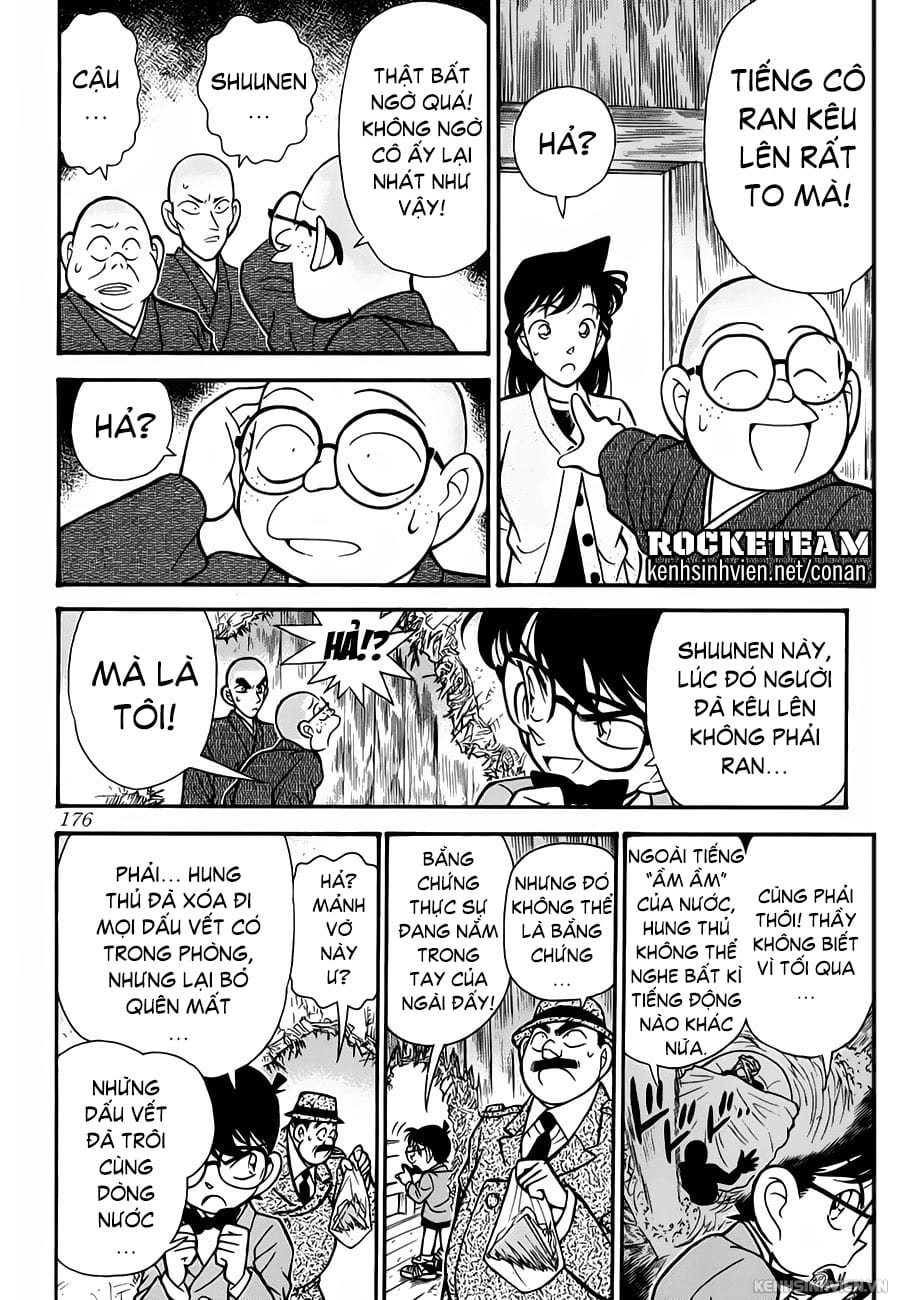 TIẾNG CÔ
RAN KÊU
LÊN RẤT
TO MÀ!
HẢ?
THẬT BẤT
NGỜ QUÁ!
KHÔNG NGỜ
CÔ ẤY LẠI
NHÁT NHƯ
VẬY!
SHUUNEN
...
CẬU
...
ROCKETEAM
kenhsinhvien.net/conan
HẢ?
SHUUNEN NÀY,
LÚC ĐÓ NGƯỜI
ĐÃ KÊU LÊN
KHÔNG PHẢI
RAN...
HẢ!?
MÀ LÀ
TÔI!
176
CŨNG PHẢI
THÔI! THẦY
KHÔNG BIẾT
VÌ TỐI QUA
...
NGOÀI TIẾNG
“ẦM ẦM”
CỦA NƯỚC,
HUNG THỦ
KHÔNG THỂ
NGHE BẤT KÌ
TIẾNG ĐỘNG
NÀO KHÁC
NỮA.
NHƯNG ĐÓ
KHÔNG THỂ
LÀ BẰNG
CHỨNG
...
BẰNG
CHỨNG
THỰC SỰ
ĐANG NẰM
TRONG
TAY CỦA
NGÀI ĐẤY!
HẢ?
MẢNH
VỠ
NÀY
Ư?
PHẢI... HUNG
THỦ ĐÃ XÓA ĐI
MỌI DẤU VẾT CÓ
TRONG PHÒNG,
NHƯNG LẠI BỎ
QUÊN MẤT
...
NHỮNG
DẤU VẾT
ĐÃ TRÔI
CÙNG
DÒNG
NƯỚC
...
KENHSINHVIEN.VN